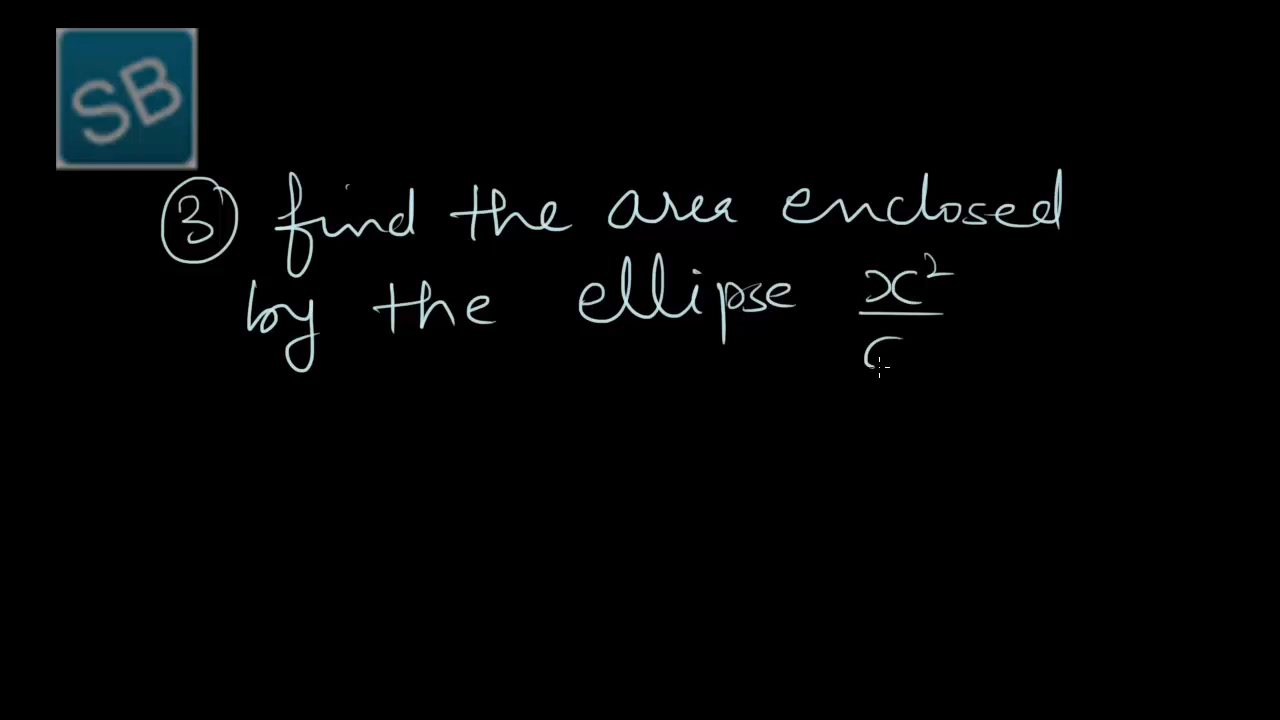 SB
③ find the area enclosed
by the ellipse x²